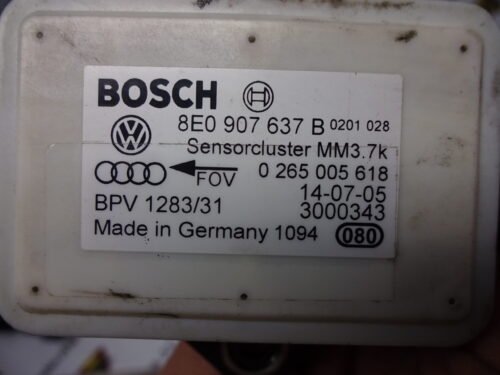 BOSCH
8E0 907 637 B 0201 028
Sensorcluster MM3.7k
FOV 0 265 005 618
14-07-05
BPV 1283/31 3000343
Made in Germany 1094 080